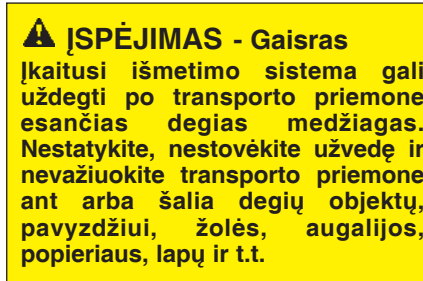 ĮSPĖJIMAS - Gaisras
Įkaitusi išmetimo sistema gali
uždegti po transporto priemone
esančias degias medžiagas.
Nestatykite, nestovėkite užvedę ir
nevažiuokite transporto priemone
ant arba šalia degių objektų,
pavyzdžiui, žolės, augalijos,
popieriaus, lapų ir t.t.